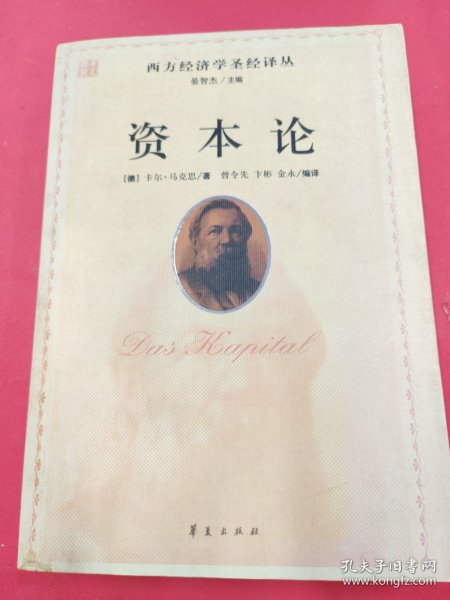 西方经济学圣经译丛
晏智杰／主编
资本论
［德］卡尔·马克思／著 曾令先 卞彬 金永／编译
Das Kapital
华夏出版社
孔夫子旧书网
www.kongfz.com